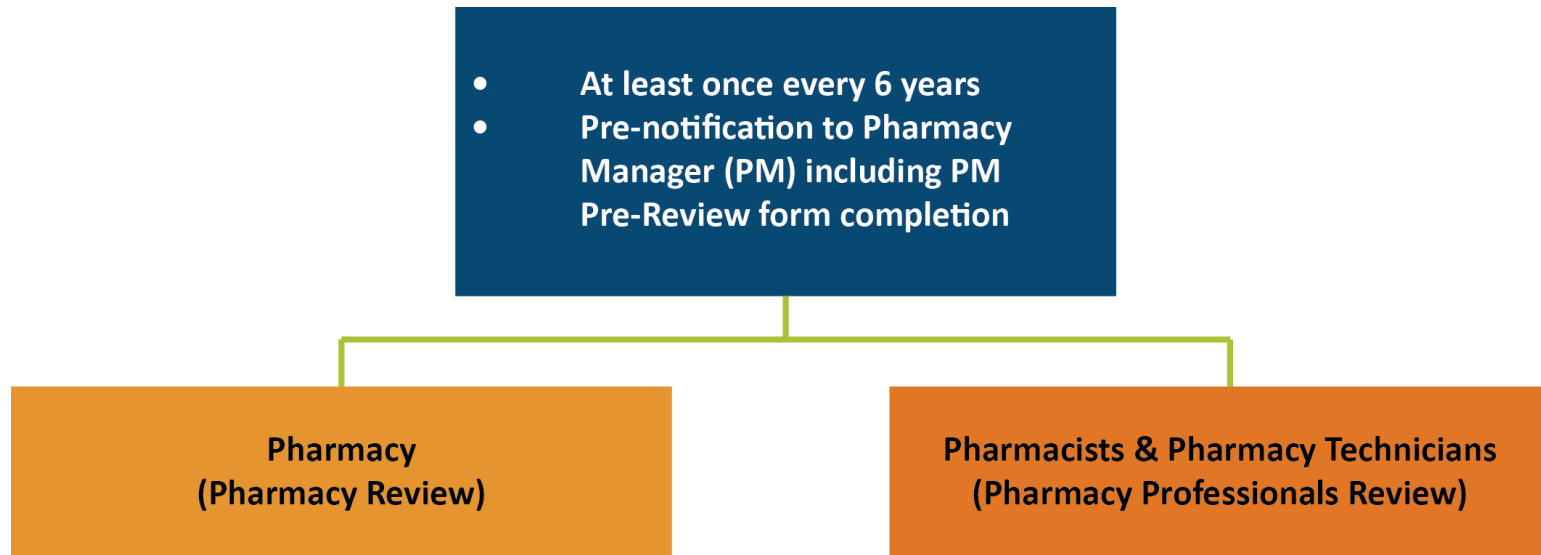 • At least once every 6 years
• Pre-notification to Pharmacy
Manager (PM) including PM
Pre-Review form completion
Pharmacy
(Pharmacy Review)
Pharmacists & Pharmacy Technicians
(Pharmacy Professionals Review)